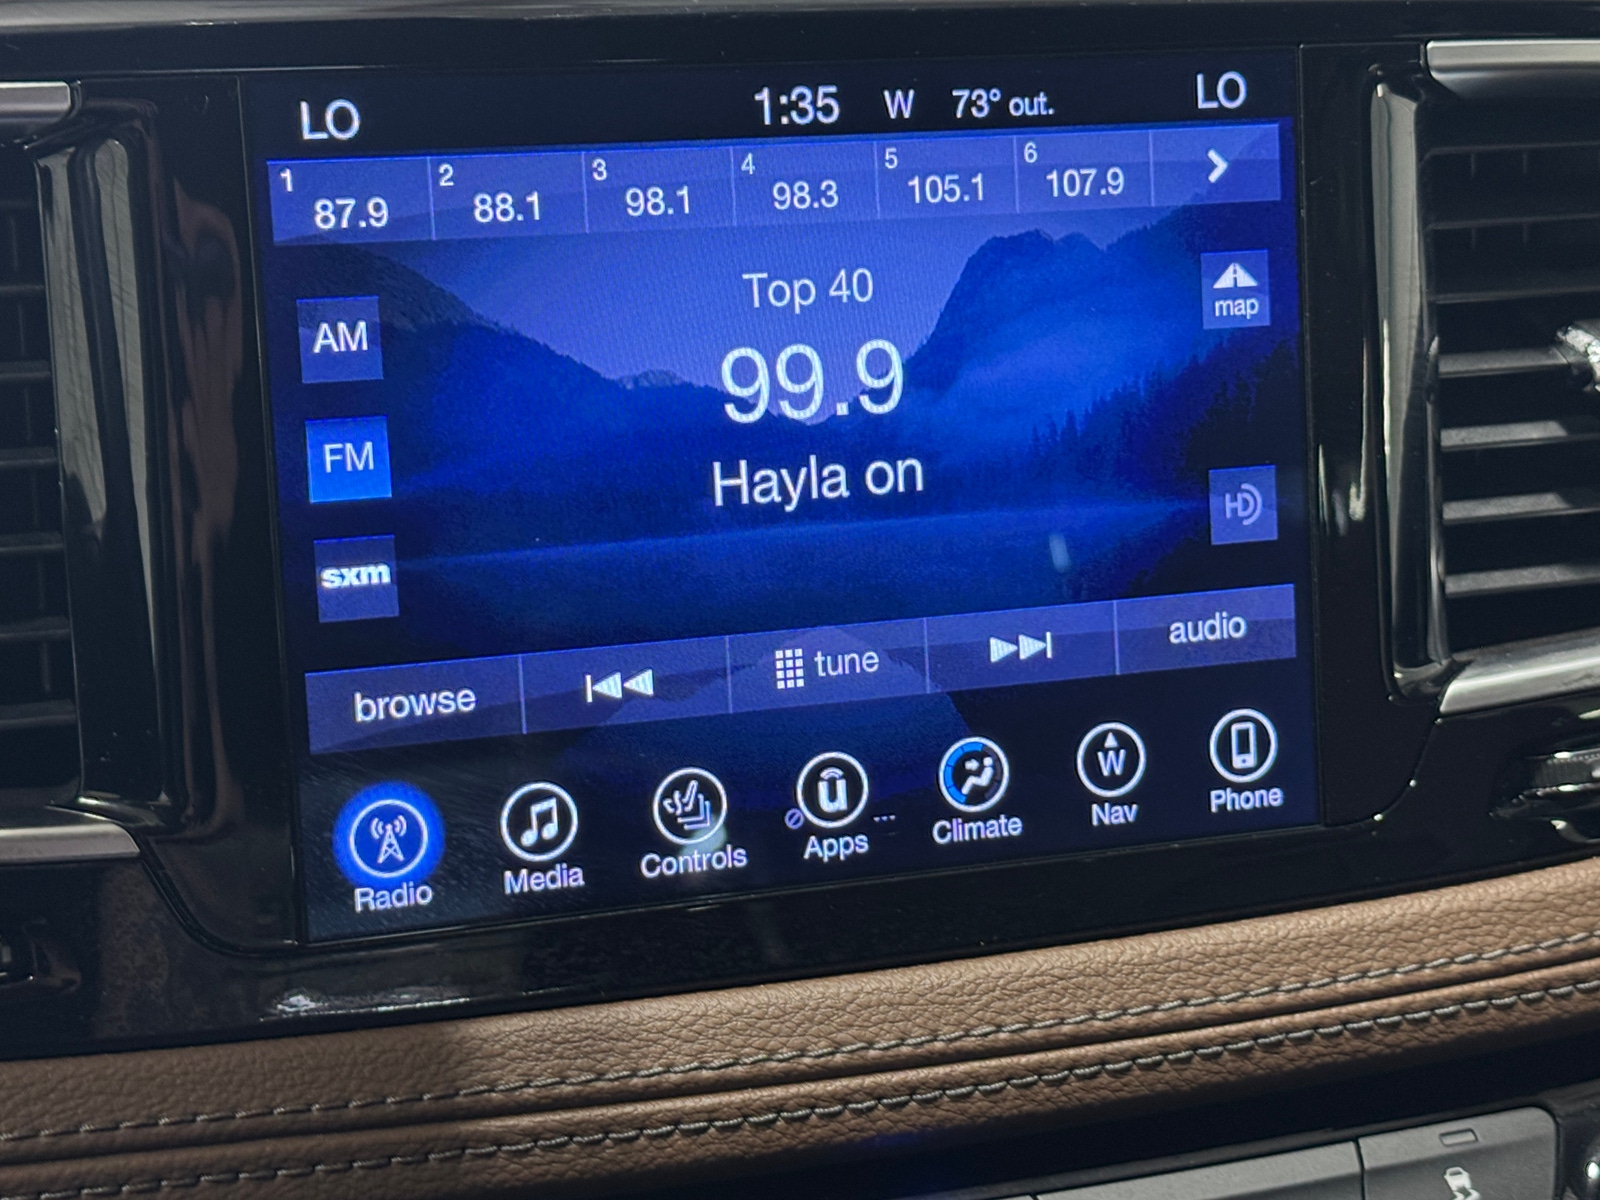 LO 1:35 W 73° out. LO
1 87.9 2 88.1 3 98.1 4 98.3 5 105.1 6 107.9
Top 40
map
AM
99.9
FM
Hayla on
HD
sxm
browse tune audio
W
u
Radio Media Controls Apps Climate Nav Phone